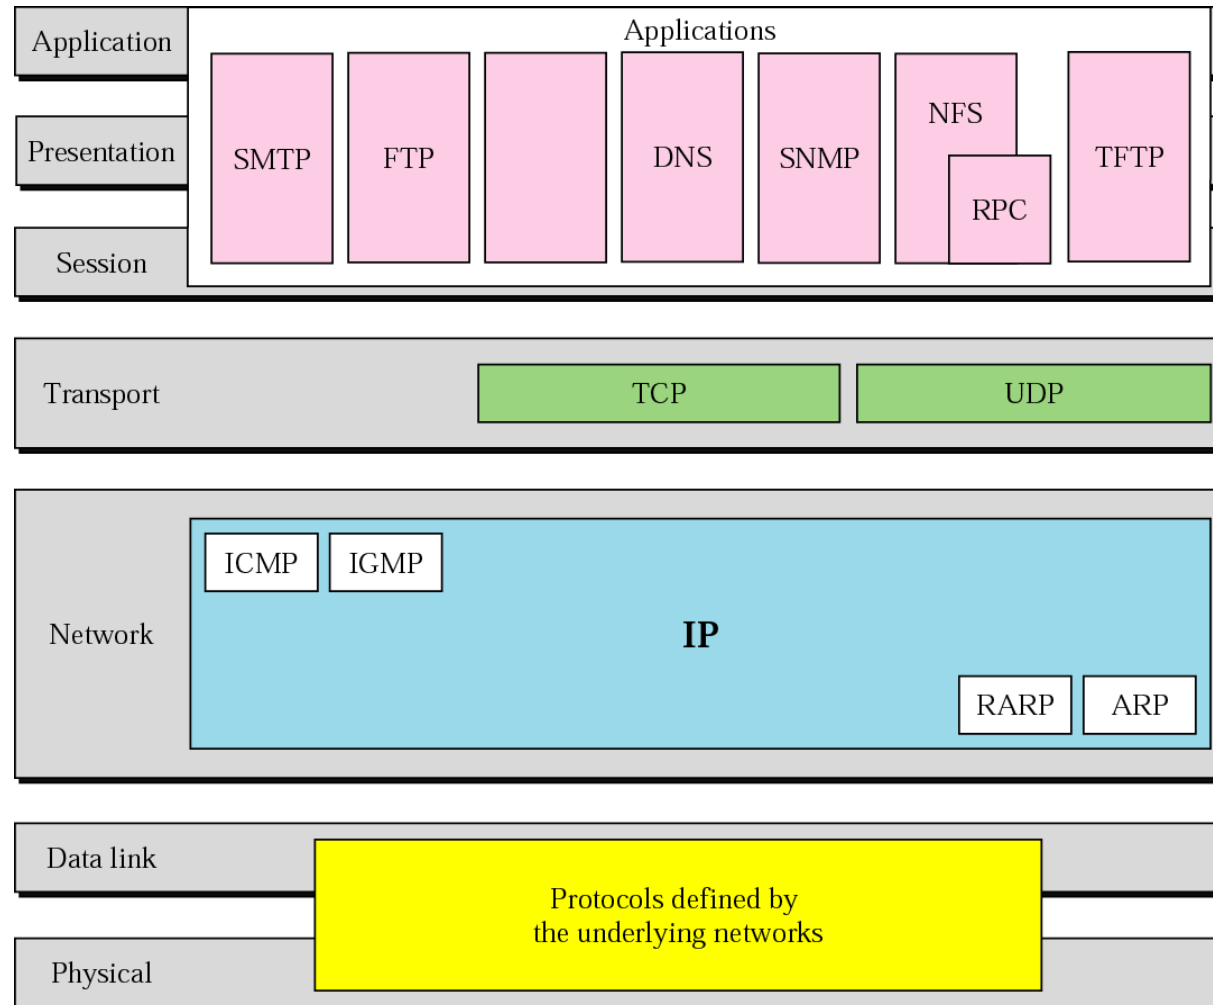 Applications
Application
Presentation
Session
SMTP
FTP
DNS
SNMP
NFS
RPC
TFTP
Transport
TCP
UDP
Network
ICMP
IGMP
IP
RARP
ARP
Data link
Physical
Protocols defined by
the underlying networks